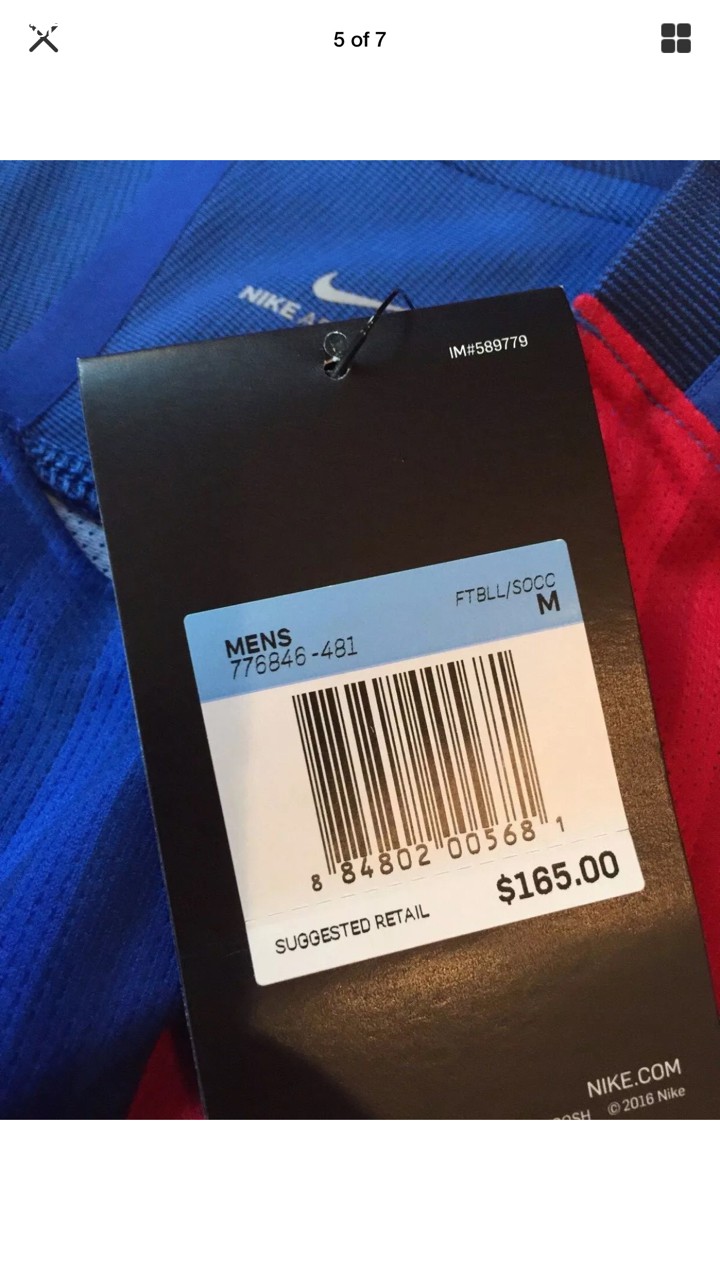 5 of 7
NIKE
IM#589779
FTBLL/SOCC
M
MENS
776846-481
8 84802 00568 1
$165.00
SUGGESTED RETAIL
NIKE.COM
© 2016 Nike